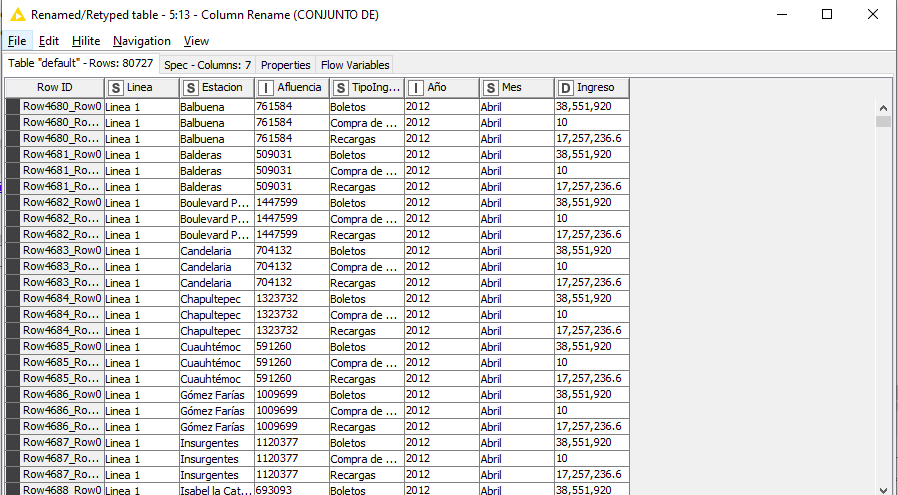 Renamed/Retyped table - 5:13 - Column Rename (CONJUNTO DE)
File Edit Hilite Navigation View
Table "default" - Rows: 80727 Spec - Columns: 7 Properties Flow Variables
Row ID S Linea S Estacion I Afluencia S TipoIng... I Año S Mes D Ingreso
Row4680_Row0 Linea 1 Balbuena 761584 Boletos 2012 Abril 38,551,920
Row4680_Ro... Linea 1 Balbuena 761584 Compra de ... 2012 Abril 10
Row4680_Ro... Linea 1 Balbuena 761584 Recargas 2012 Abril 17,257,236.6
Row4681_Row0 Linea 1 Balderas 509031 Boletos 2012 Abril 38,551,920
Row4681_Ro... Linea 1 Balderas 509031 Compra de ... 2012 Abril 10
Row4681_Ro... Linea 1 Balderas 509031 Recargas 2012 Abril 17,257,236.6
Row4682_Row0 Linea 1 Boulevard P... 1447599 Boletos 2012 Abril 38,551,920
Row4682_Ro... Linea 1 Boulevard P... 1447599 Compra de ... 2012 Abril 10
Row4682_Ro... Linea 1 Boulevard P... 1447599 Recargas 2012 Abril 17,257,236.6
Row4683_Row0 Linea 1 Candelaria 704132 Boletos 2012 Abril 38,551,920
Row4683_Ro... Linea 1 Candelaria 704132 Compra de ... 2012 Abril 10
Row4683_Ro... Linea 1 Candelaria 704132 Recargas 2012 Abril 17,257,236.6
Row4684_Row0 Linea 1 Chapultepec 1323732 Boletos 2012 Abril 38,551,920
Row4684_Ro... Linea 1 Chapultepec 1323732 Compra de ... 2012 Abril 10
Row4684_Ro... Linea 1 Chapultepec 1323732 Recargas 2012 Abril 17,257,236.6
Row4685_Row0 Linea 1 Cuauhtémoc 591260 Boletos 2012 Abril 38,551,920
Row4685_Ro... Linea 1 Cuauhtémoc 591260 Compra de ... 2012 Abril 10
Row4685_Ro... Linea 1 Cuauhtémoc 591260 Recargas 2012 Abril 17,257,236.6
Row4686_Row0 Linea 1 Gómez Farías 1009699 Boletos 2012 Abril 38,551,920
Row4686_Ro... Linea 1 Gómez Farías 1009699 Compra de ... 2012 Abril 10
Row4686_Ro... Linea 1 Gómez Farías 1009699 Recargas 2012 Abril 17,257,236.6
Row4687_Row0 Linea 1 Insurgentes 1120377 Boletos 2012 Abril 38,551,920
Row4687_Ro... Linea 1 Insurgentes 1120377 Compra de ... 2012 Abril 10
Row4687_Ro... Linea 1 Insurgentes 1120377 Recargas 2012 Abril 17,257,236.6
Row4688_Row0 Linea 1 Isabel la Cat... 693093 Boletos 2012 Abril 38,551,920